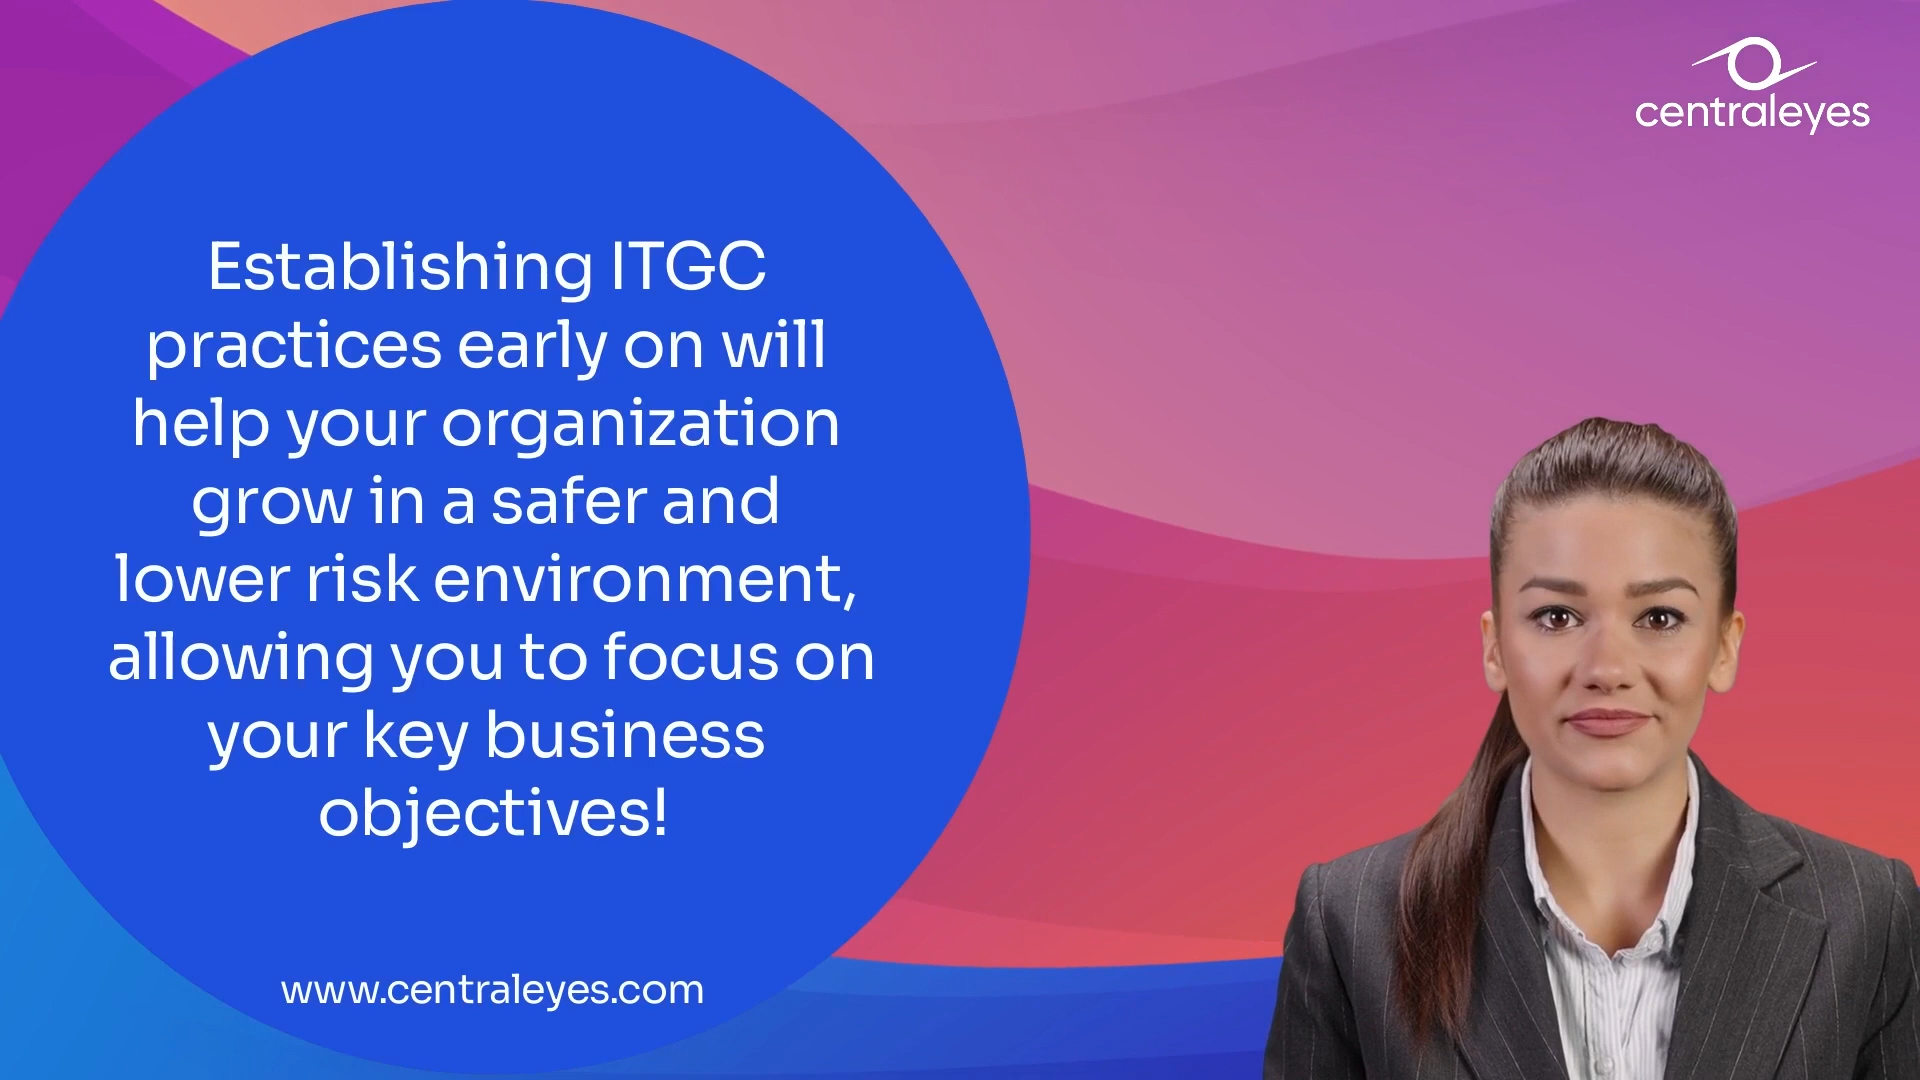 centraleyes
Establishing ITGC
practices early on will
help your organization
grow in a safer and
lower risk environment,
allowing you to focus on
your key business
objectives!
www.centraleyes.com